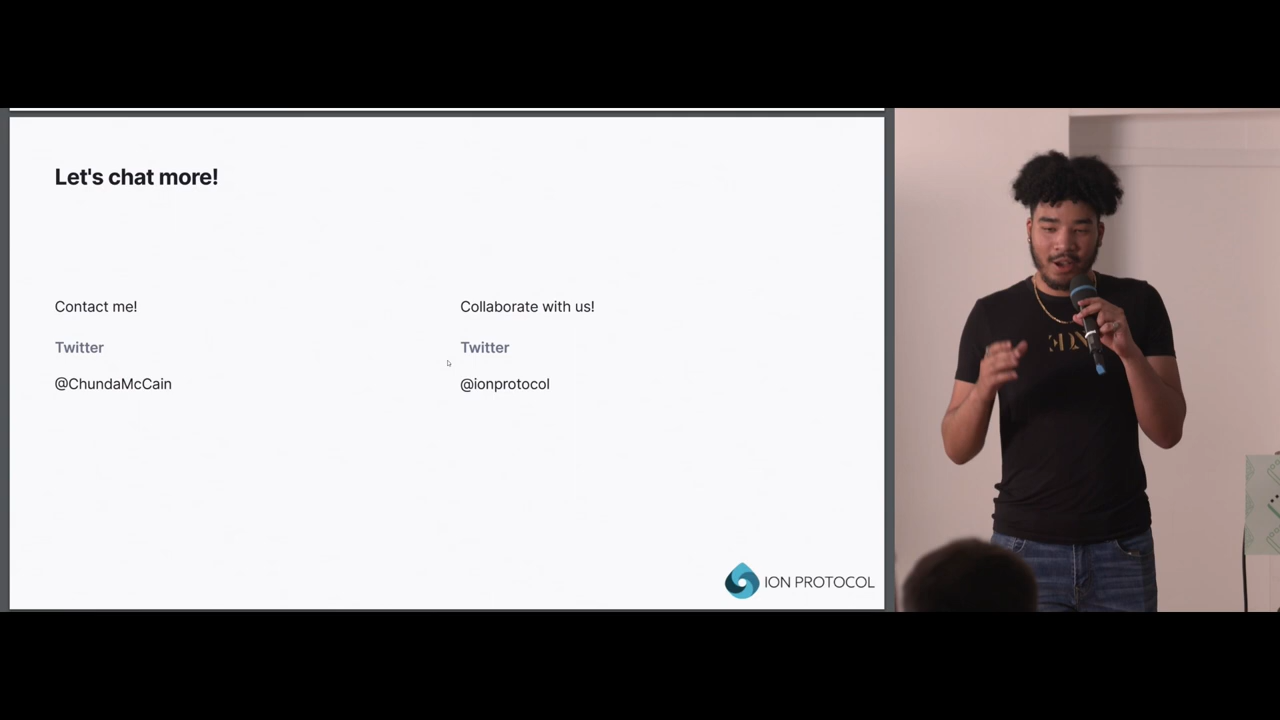 Let's chat more!
Contact me!
Twitter
@ChundaMcCain
Collaborate with us!
Twitter
@ionprotocol
ION PROTOCOL